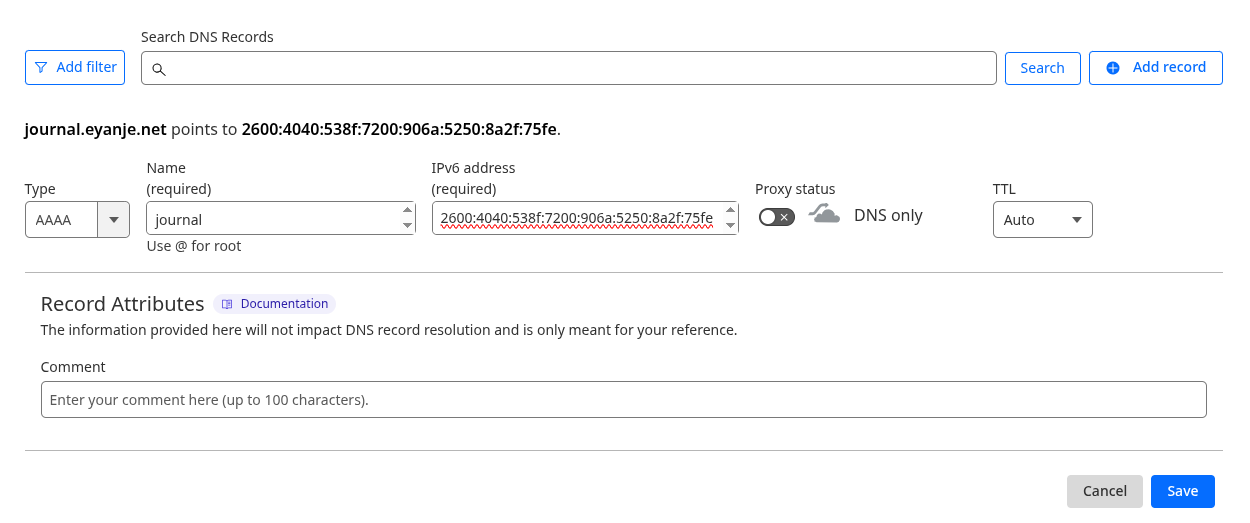 Search DNS Records
Add filter
Search
Add record
journal.eyanje.net points to 2600:4040:538f:7200:906a:5250:8a2f:75fe.
Type
Name
(required)
IPv6 address
(required)
Proxy status
TTL
AAAA
journal
2600:4040:538f:7200:906a:5250:8a2f:75fe
DNS only
Auto
Use @ for root
Record Attributes
Documentation
The information provided here will not impact DNS record resolution and is only meant for your reference.
Comment
Enter your comment here (up to 100 characters).
Cancel
Save